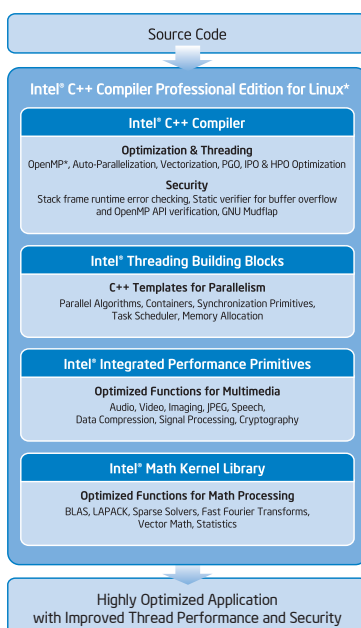 Source Code
Intel® C++ Compiler Professional Edition for Linux*
Intel® C++ Compiler
Optimization & Threading
OpenMP*, Auto-Parallelization, Vectorization, PGO, IPO & HPO Optimization
Security
Stack frame runtime error checking, Static verifier for buffer overflow
and OpenMP API verification, GNU Mudflap
Intel® Threading Building Blocks
C++ Templates for Parallelism
Parallel Algorithms, Containers, Synchronization Primitives,
Task Scheduler, Memory Allocation
Intel® Integrated Performance Primitives
Optimized Functions for Multimedia
Audio, Video, Imaging, JPEG, Speech,
Data Compression, Signal Processing, Cryptography
Intel® Math Kernel Library
Optimized Functions for Math Processing
BLAS, LAPACK, Sparse Solvers, Fast Fourier Transforms,
Vector Math, Statistics
Highly Optimized Application
with Improved Thread Performance and Security